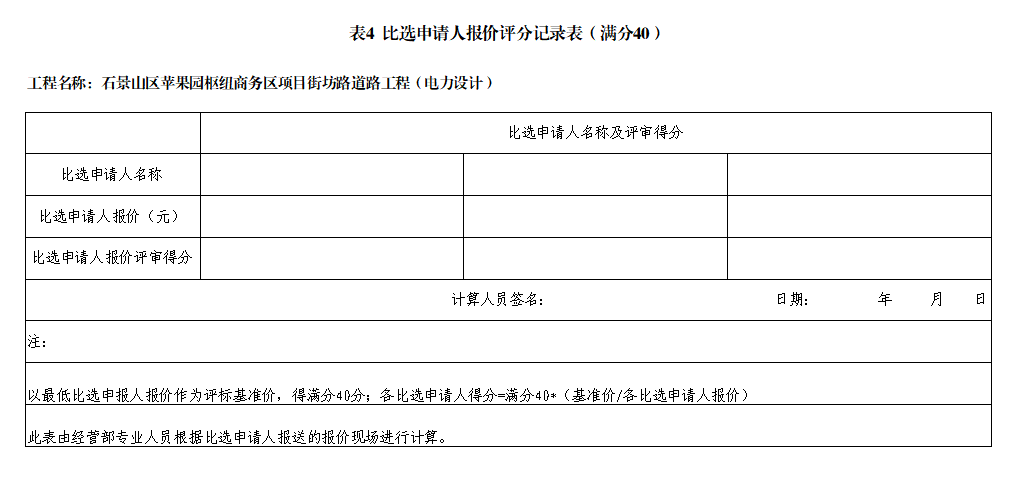 表4 比选申请人报价评分记录表（满分40）
工程名称：石景山区苹果园枢纽商务区项目街坊路道路工程（电力设计）
比选申请人名称及评审得分
比选申请人名称
比选申请人报价（元）
比选申请人报价评审得分
计算人员签名： 日期： 年 月 日
注：
以最低比选申报人报价作为评标基准价，得满分40分；各比选申请人得分=满分40*（基准价/各比选申请人报价）
此表由经营部专业人员根据比选申请人报送的报价现场进行计算。